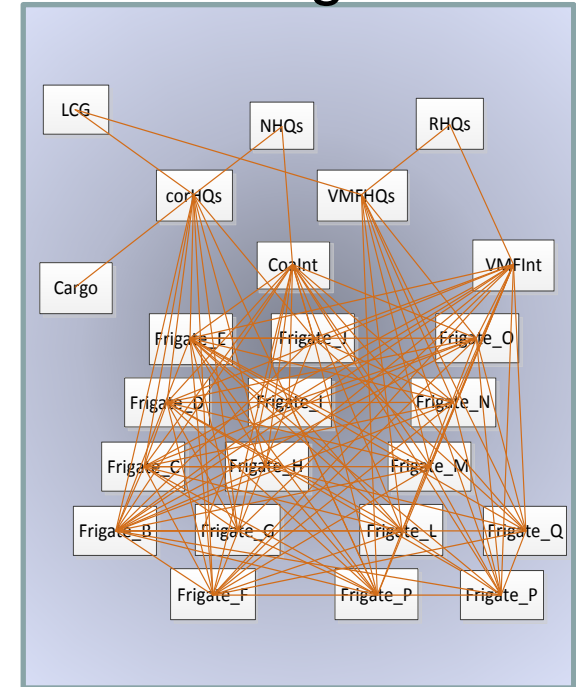 LCG
NHQs
RHQs
corHQs
VMFHQs
CoaInt
VMFInt
Cargo
Frigate_E
Frigate_J
Frigate_O
Frigate_D
Frigate_I
Frigate_N
Frigate_C
Frigate_H
Frigate_M
Frigate_B
Frigate_G
Frigate_L
Frigate_Q
Frigate_F
Frigate_P
Frigate_P